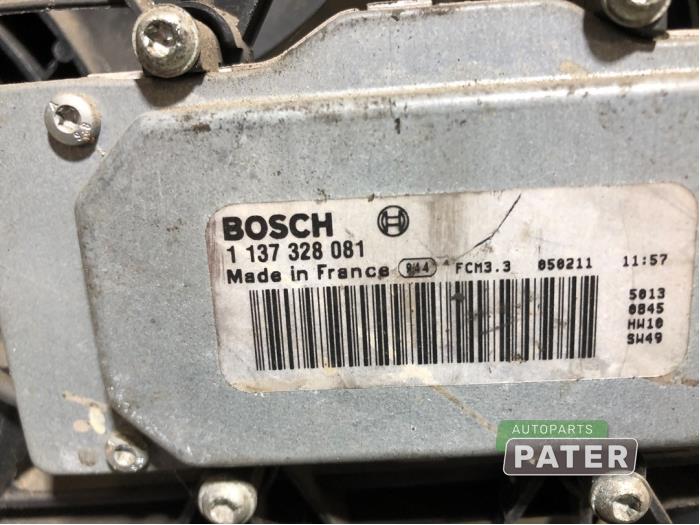 BOSCH
1 137 328 081
Made in France 944 FCM3.3 050211 11:57
5013
0845
HW10
SW49
AUTOPARTS
PATER